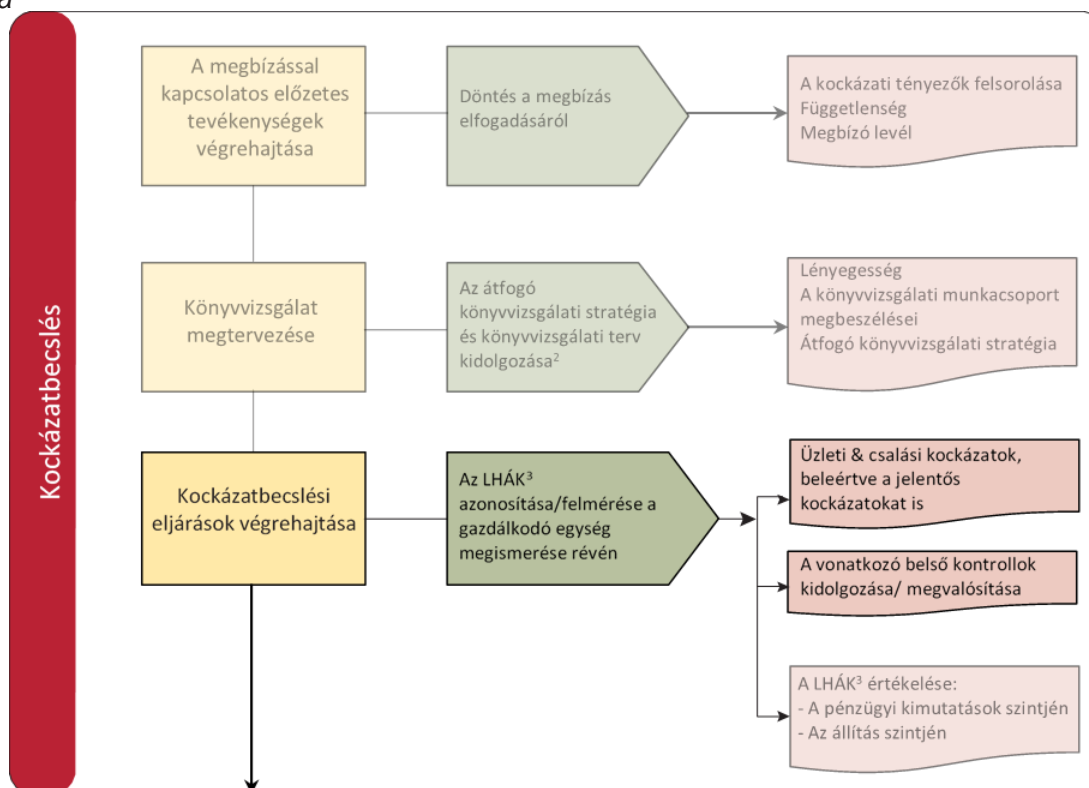 a
Kockázatbecslés
A megbízással
kapcsolatos előzetes
tevékenységek
végrehajtása
Döntés a megbízás
elfogadásáról
A kockázati tényezők felsorolása
Függetlenség
Megbízó levél
Könyvvizsgálat
megtervezése
Az átfogó
könyvvizsgálati stratégia
és könyvvizsgálati terv
kidolgozása²
Lényegesség
A könyvvizsgálati munkacsoport
megbeszélései
Átfogó könyvvizsgálati stratégia
Kockázatbecslési
eljárások végrehajtása
Az LHÁK³
azonosítása/felmérése a
gazdálkodó egység
megismerése révén
Üzleti & csalási kockázatok,
beleértve a jelentős
kockázatokat is
A vonatkozó belső kontrollok
kidolgozása/ megvalósítása
A LHÁK³ értékelése:
- A pénzügyi kimutatások szintjén
- Az állítás szintjén